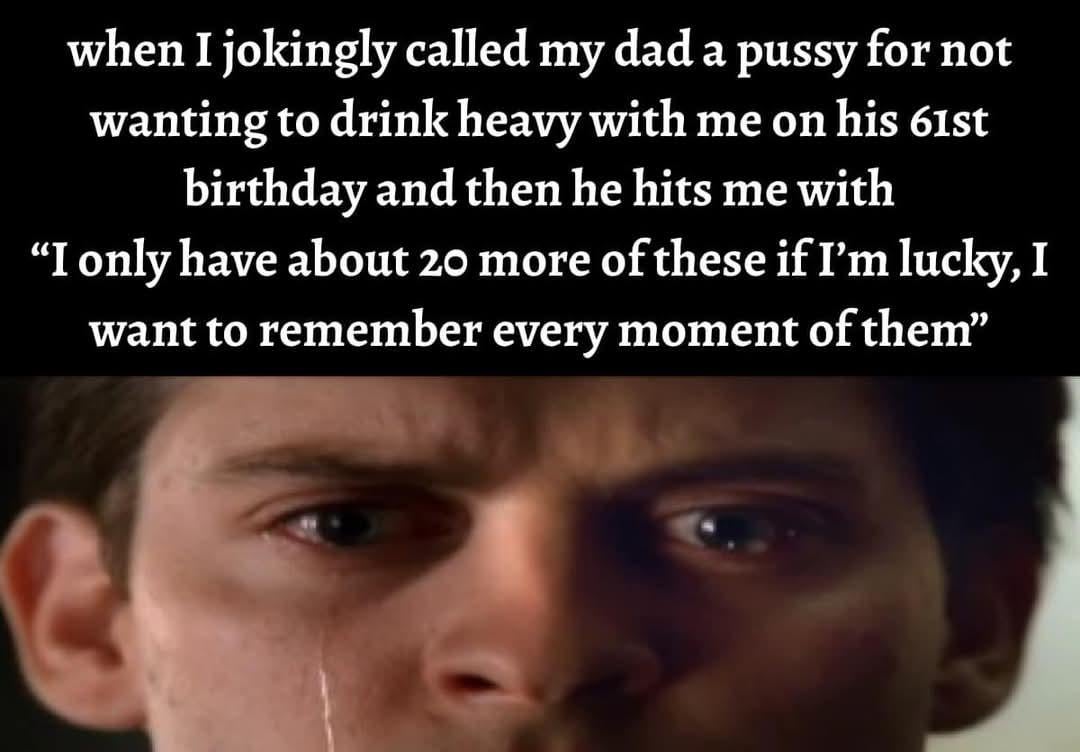 when I jokingly called my dad a pussy for not
wanting to drink heavy with me on his 61st
birthday and then he hits me with
“I only have about 20 more of these if I’m lucky, I
want to remember every moment of them”